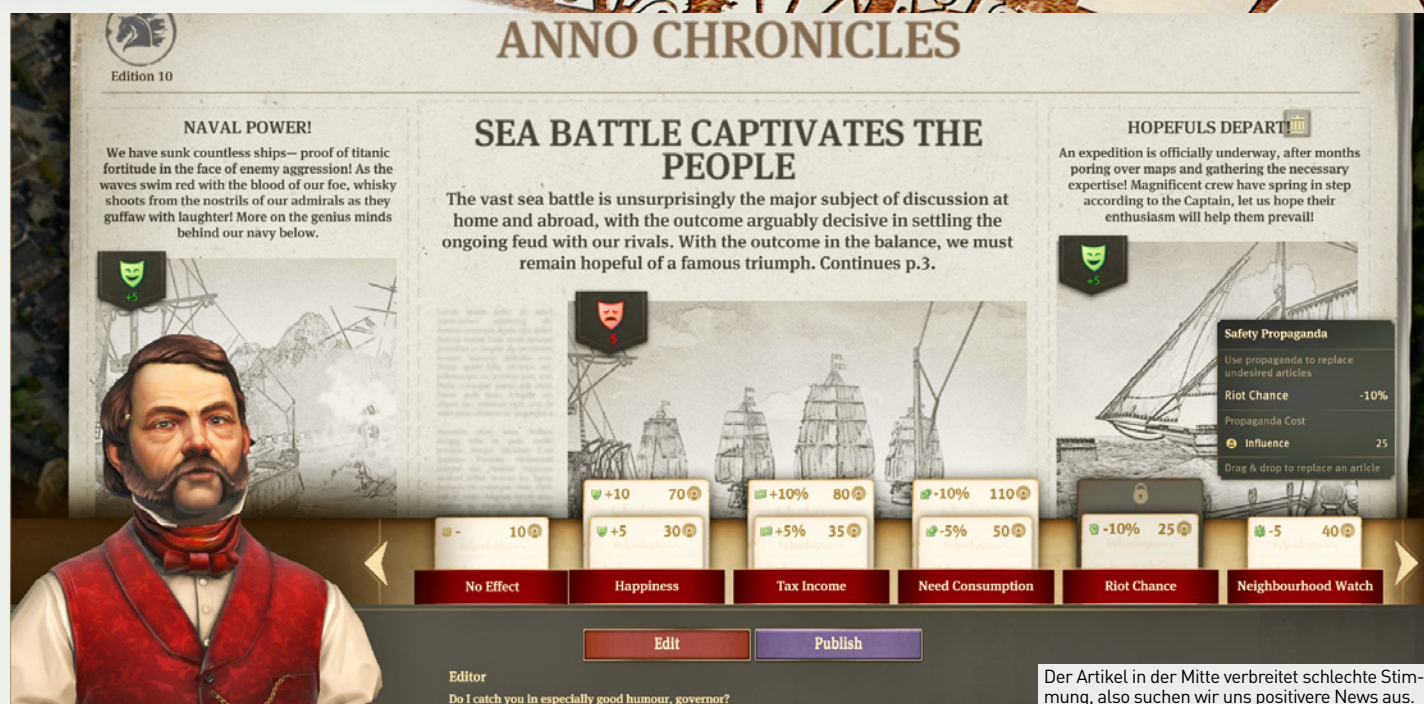 ANNO CHRONICLES
Edition 10
NAVAL POWER!
We have sunk countless ships— proof of titanic
fortitude in the face of enemy aggression! As the
waves swim red with the blood of our foe, whisky
shoots from the nostrils of our admirals as they
guffaw with laughter! More on the genius minds
behind our navy below.
+5
SEA BATTLE CAPTIVATES THE
PEOPLE
The vast sea battle is unsurprisingly the major subject of discussion at
home and abroad, with the outcome arguably decisive in settling the
ongoing feud with our rivals. With the outcome in the balance, we must
remain hopeful of a famous triumph. Continues p.3.
-5
HOPEFULS DEPART!
An expedition is officially underway, after months
poring over maps and gathering the necessary
expertise! Magnificent crew have spring in step
according to the Captain, let us hope their
enthusiasm will help them prevail!
+5
Safety Propaganda
Use propaganda to replace
undesired articles
Riot Chance -10%
Propaganda Cost
Influence 25
Drag & drop to replace an article
+10 70 +10% 80 -10% 110
- 10 +5 30 +5% 35 -5% 50 -10% 25 -5 40
No Effect Happiness Tax Income Need Consumption Riot Chance Neighbourhood Watch
Edit Publish
Editor
Do I catch you in especially good humour, governor?
Der Artikel in der Mitte verbreitet schlechte Stim-
mung, also suchen wir uns positivere News aus.